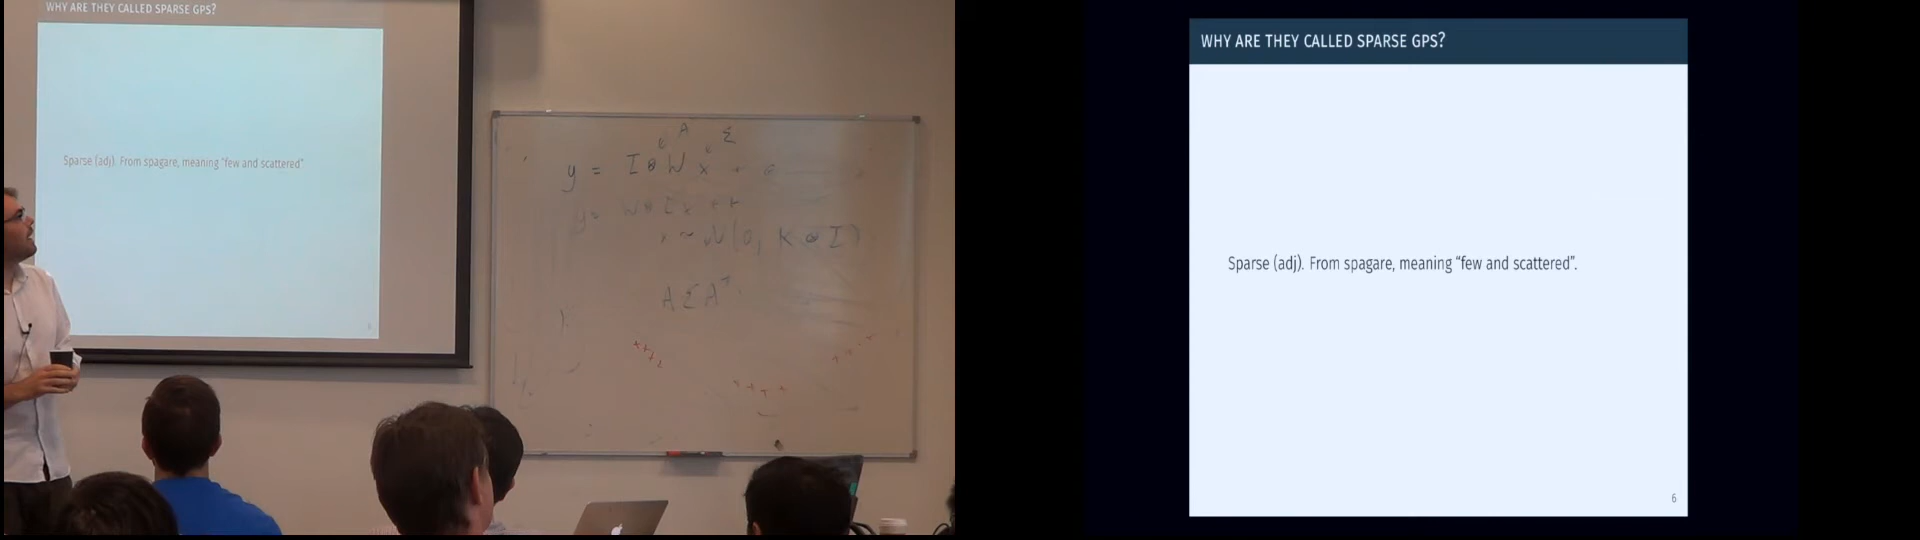 WHY ARE THEY CALLED SPARSE GPS?
Sparse (adj). From spagare, meaning "few and scattered"
A Σ
y = I ⊗ W x
y = W ⊗ I x
~ N(0, K ⊗ I)
A Σ Aᵀ
WHY ARE THEY CALLED SPARSE GPS?
Sparse (adj). From spagare, meaning “few and scattered”.
6